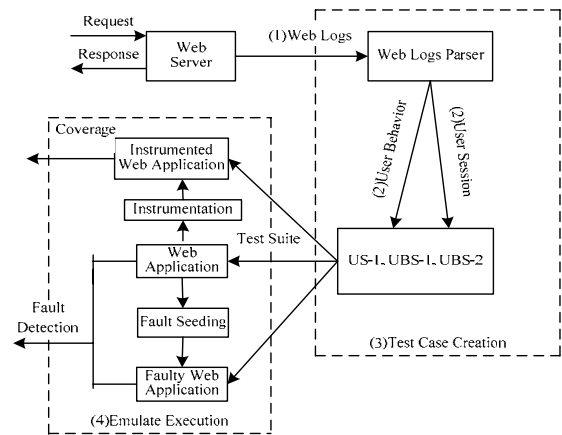 Request
Response
Web
Server
(1)Web Logs
Web Logs Parser
(2)User Behavior
(2)User Session
US-1, UBS-1, UBS-2
(3)Test Case Creation
Coverage
Instrumented
Web Application
Instrumentation
Test Suite
Web
Application
Fault
Detection
Fault Seeding
Faulty Web
Application
(4)Emulate Execution